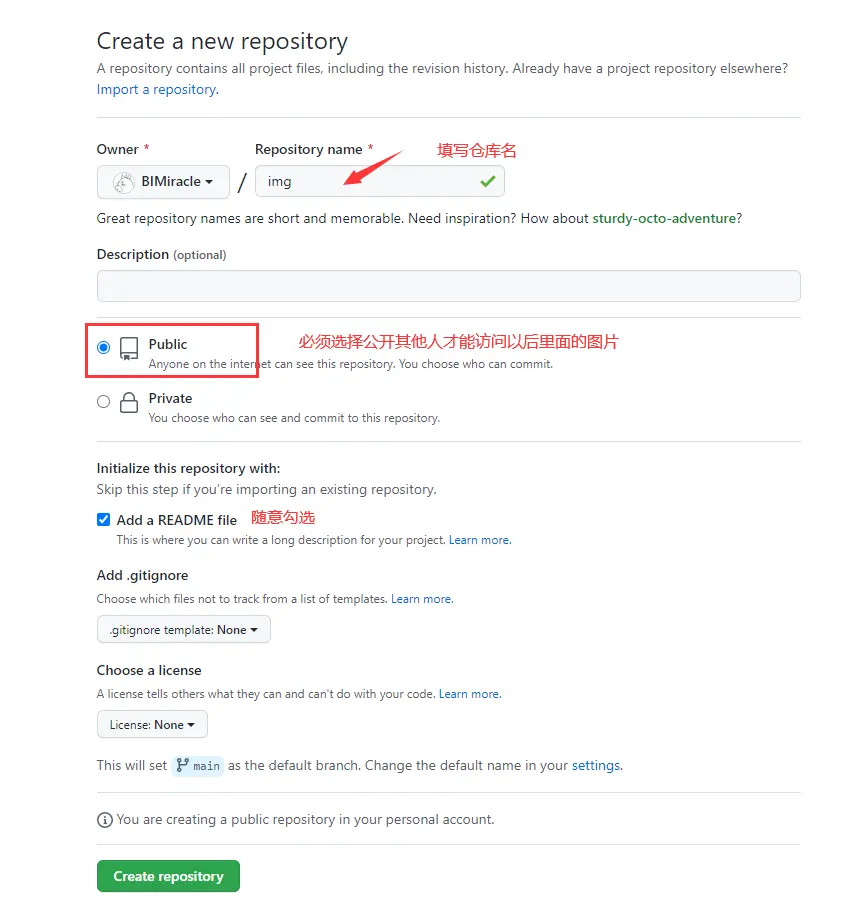 Create a new repository
A repository contains all project files, including the revision history. Already have a project repository elsewhere?
Import a repository.
Owner *
Repository name *
填写仓库名
BIMiracle
/
img
Great repository names are short and memorable. Need inspiration? How about sturdy-octo-adventure?
Description (optional)
Public
必须选择公开其他人才能访问以后里面的图片
Anyone on the internet can see this repository. You choose who can commit.
Private
You choose who can see and commit to this repository.
Initialize this repository with:
Skip this step if you're importing an existing repository.
Add a README file
随意勾选
This is where you can write a long description for your project. Learn more.
Add .gitignore
Choose which files not to track from a list of templates. Learn more.
.gitignore template: None
Choose a license
A license tells others what they can and can't do with your code. Learn more.
License: None
This will set main as the default branch. Change the default name in your settings.
You are creating a public repository in your personal account.
Create repository